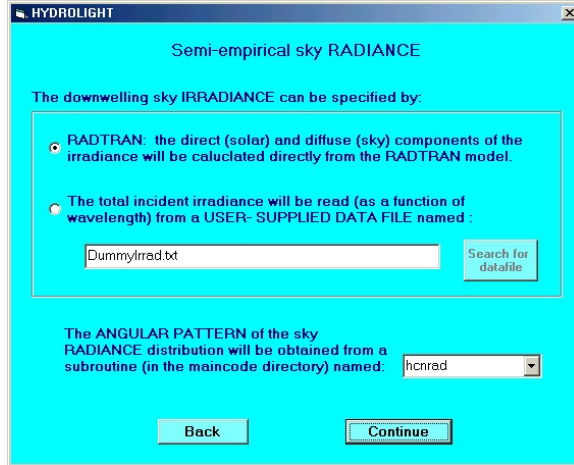 HYDROLIGHT
Semi-empirical sky RADIANCE
The downwelling sky IRRADIANCE can be specified by:
RADTRAN: the direct (solar) and diffuse (sky) components of the
irradiance will be caluclated directly from the RADTRAN model.
The total incident irradiance will be read (as a function of
wavelength) from a USER- SUPPLIED DATA FILE named :
DummyIrrad.txt
Search for
datafile
The ANGULAR PATTERN of the sky
RADIANCE distribution will be obtained from a
subroutine (in the maincode directory) named:
hcnrad
Back
Continue